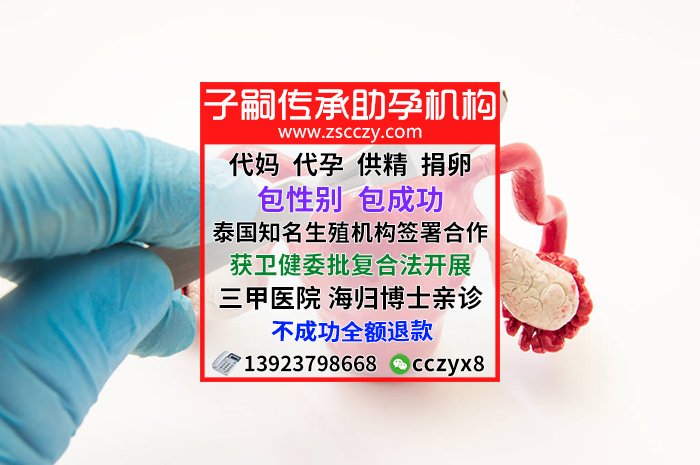 子嗣传承助孕机构
www.zscczy.com
代妈 代孕 供精 捐卵
包性别 包成功
泰国知名生殖机构签署合作
获卫健委批复合法开展
三甲医院 海归博士亲诊
不成功全额退款
13923798668 cczyx8